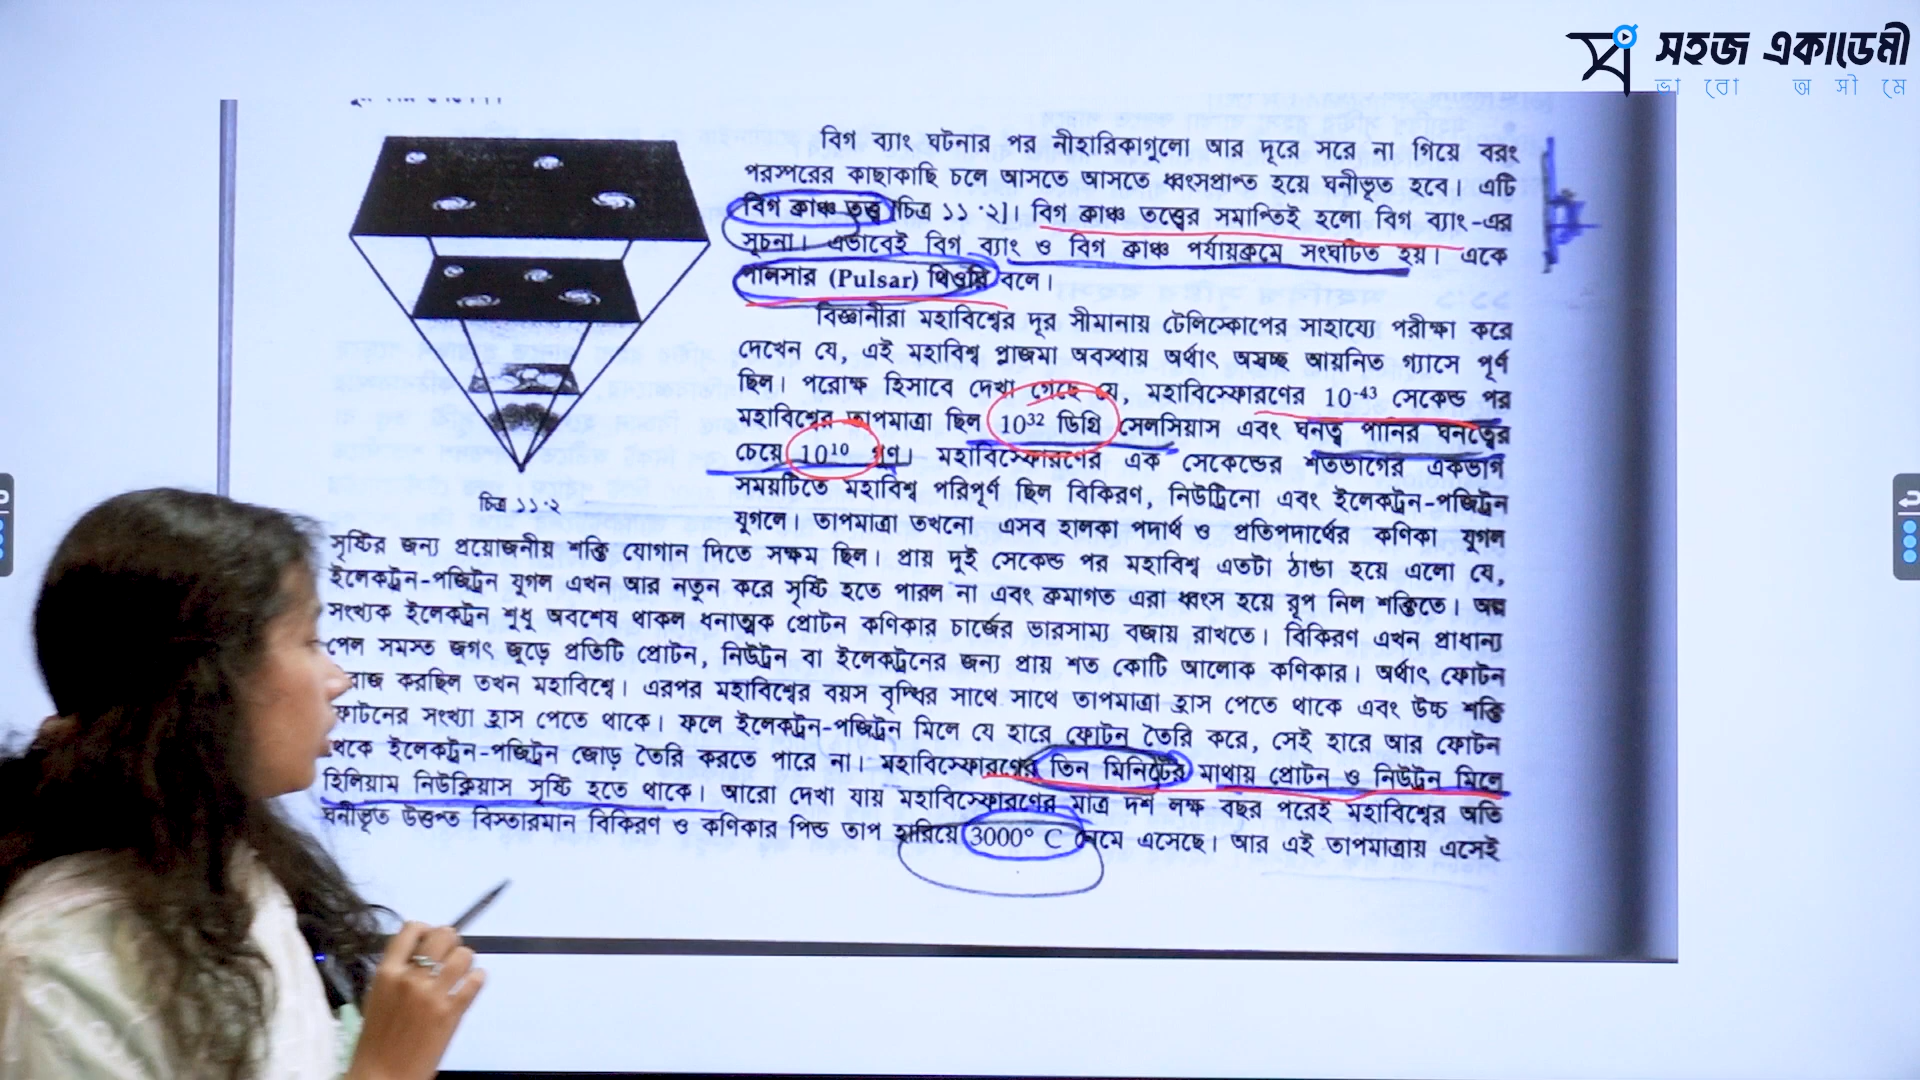 সহজ একাডেমী
ভাবো অসীমে
বিগ ব্যাং ঘটনার পর নীহারিকাগুলো আর দূরে সরে না গিয়ে বরং
পরস্পরের কাছাকাছি চলে আসতে আসতে ধ্বংসপ্রাপ্ত হয়ে ঘনীভূত হবে। এটি
বিগ ক্রাঞ্চ তত্ত্ব [চিত্র ১১·২]। বিগ ক্রাঞ্চ তত্ত্বের সমাপ্তিই হলো বিগ ব্যাং-এর
সূচনা। এভাবেই বিগ ব্যাং ও বিগ ক্রাঞ্চ পর্যায়ক্রমে সংঘটিত হয়। একে
পালসার (Pulsar) থিওরি বলে।
বিজ্ঞানীরা মহাবিশ্বের দূর সীমানায় টেলিস্কোপের সাহায্যে পরীক্ষা করে
দেখেন যে, এই মহাবিশ্ব প্লাজমা অবস্থায় অর্থাৎ অস্বচ্ছ আয়নিত গ্যাসে পূর্ণ
ছিল। পরোক্ষ হিসাবে দেখা গেছে যে, মহাবিস্ফোরণের 10⁻⁴³ সেকেন্ড পর
মহাবিশ্বের তাপমাত্রা ছিল 10³² ডিগ্রি সেলসিয়াস এবং ঘনত্ব পানির ঘনত্বের
চেয়ে 10¹⁰ গুণ। মহাবিস্ফোরণের এক সেকেন্ডের শতভাগের একভাগ
সময়টিতে মহাবিশ্ব পরিপূর্ণ ছিল বিকিরণ, নিউট্রিনো এবং ইলেকট্রন-পজিট্রন
যুগলে। তাপমাত্রা তখনো এসব হালকা পদার্থ ও প্রতিপদার্থের কণিকা যুগল
চিত্র ১১·২
সৃষ্টির জন্য প্রয়োজনীয় শক্তি যোগান দিতে সক্ষম ছিল। প্রায় দুই সেকেন্ড পর মহাবিশ্ব এতটা ঠান্ডা হয়ে এলো যে,
ইলেকট্রন-পজিট্রন যুগল এখন আর নতুন করে সৃষ্টি হতে পারল না এবং ক্রমাগত এরা ধ্বংস হয়ে রূপ নিল শক্তিতে। অল্প
সংখ্যক ইলেকট্রন শুধু অবশেষ থাকল ধনাত্মক প্রোটন কণিকার চার্জের ভারসাম্য বজায় রাখতে। বিকিরণ এখন প্রাধান্য
পেল সমস্ত জগৎ জুড়ে প্রতিটি প্রোটন, নিউট্রন বা ইলেকট্রনের জন্য প্রায় শত কোটি আলোক কণিকার। অর্থাৎ ফোটন
রাজ করছিল তখন মহাবিশ্বে। এরপর মহাবিশ্বের বয়স বৃদ্ধির সাথে সাথে তাপমাত্রা হ্রাস পেতে থাকে এবং উচ্চ শক্তি
ফোটনের সংখ্যা হ্রাস পেতে থাকে। ফলে ইলেকট্রন-পজিট্রন মিলে যে হারে ফোটন তৈরি করে, সেই হারে আর ফোটন
থেকে ইলেকট্রন-পজিট্রন জোড় তৈরি করতে পারে না। মহাবিস্ফোরণের তিন মিনিটের মাথায় প্রোটন ও নিউট্রন মিলে
হিলিয়াম নিউক্লিয়াস সৃষ্টি হতে থাকে। আরো দেখা যায় মহাবিস্ফোরণের মাত্র দশ লক্ষ বছর পরেই মহাবিশ্বের অতি
ঘনীভূত উত্তপ্ত বিস্তারমান বিকিরণ ও কণিকার পিন্ড তাপ হারিয়ে 3000° C নেমে এসেছে। আর এই তাপমাত্রায় এসেই